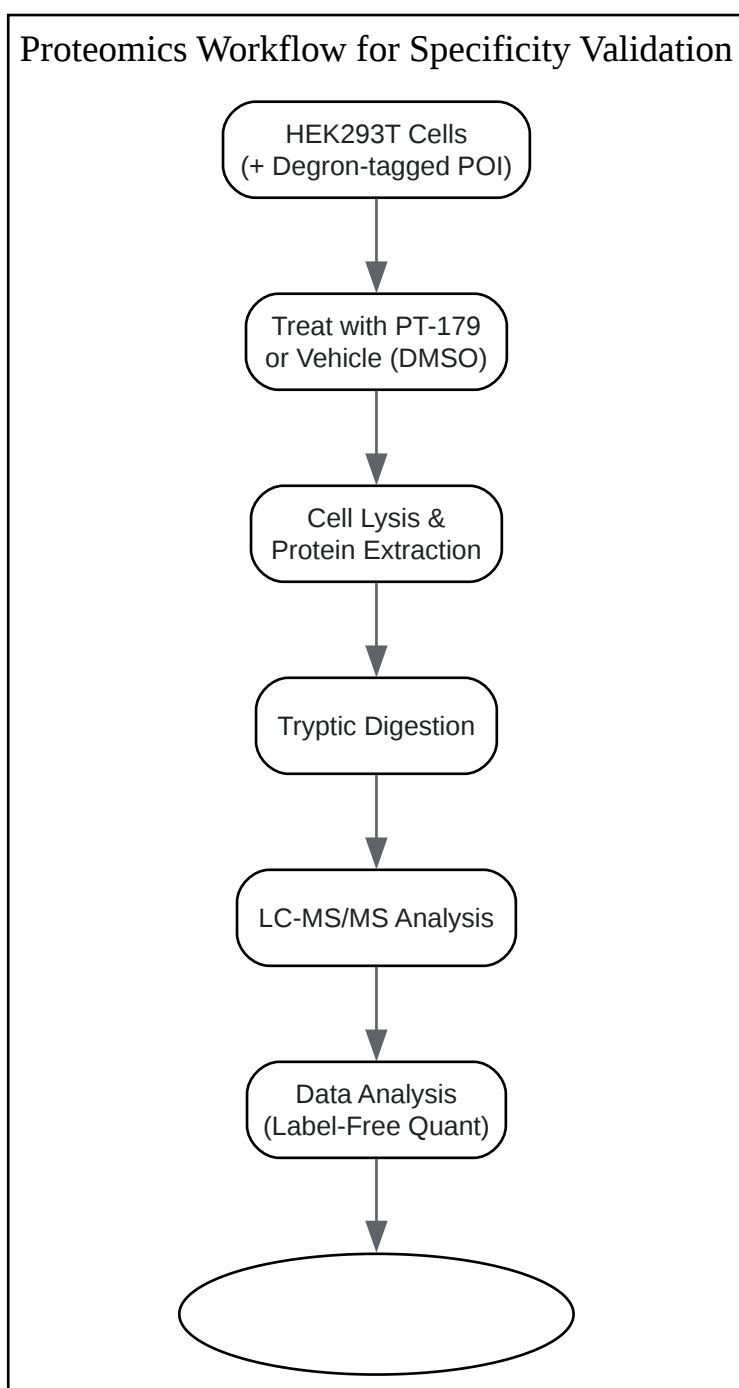 Proteomics Workflow for Specificity Validation
HEK293T Cells
(+ Degron-tagged POI)
Treat with PT-179
or Vehicle (DMSO)
Cell Lysis &
Protein Extraction
Tryptic Digestion
LC-MS/MS Analysis
Data Analysis
(Label-Free Quant)